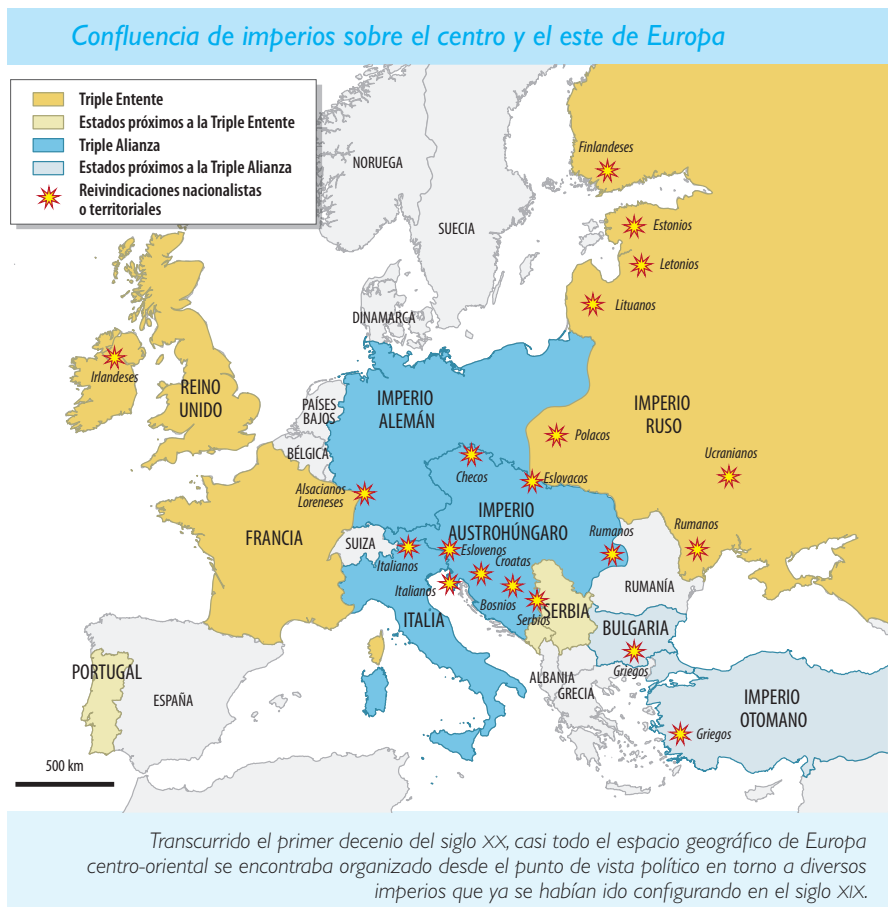 Confluencia de imperios sobre el centro y el este de Europa
Triple Entente
Estados próximos a la Triple Entente
Triple Alianza
Estados próximos a la Triple Alianza
Reivindicaciones nacionalistas
o territoriales
Finlandeses
NORUEGA
SUECIA
Estonios
Letonios
Lituanos
DINAMARCA
Irlandeses
REINO
UNIDO
PAÍSES
BAJOS
BÉLGICA
IMPERIO
ALEMÁN
IMPERIO
RUSO
Polacos
Ucranianos
Checos
Eslovacos
Alsacianos
Loreneses
FRANCIA
SUIZA
IMPERIO
AUSTROHÚNGARO
Rumanos
Rumanos
Italianos
Eslovenos
Croatas
Italianos
Bosnios
Serbios
SERBIA
RUMANÍA
ITALIA
BULGARIA
Griegos
ALBANIA
GRECIA
PORTUGAL
ESPAÑA
IMPERIO
OTOMANO
Griegos
500 km
Transcurrido el primer decenio del siglo XX, casi todo el espacio geográfico de Europa
centro-oriental se encontraba organizado desde el punto de vista político en torno a diversos
imperios que ya se habían ido configurando en el siglo XIX.